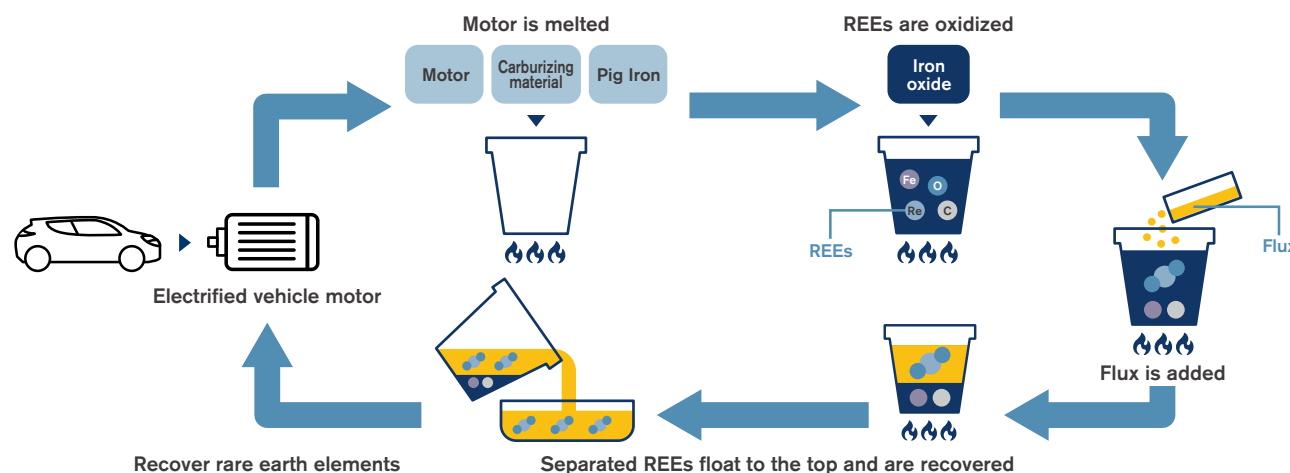 Motor is melted
Motor
Carburizing
material
Pig Iron
REEs are oxidized
Iron
oxide
Fe
O
Re
C
REEs
Flux
Electrified vehicle motor
Flux is added
Recover rare earth elements
Separated REEs float to the top and are recovered